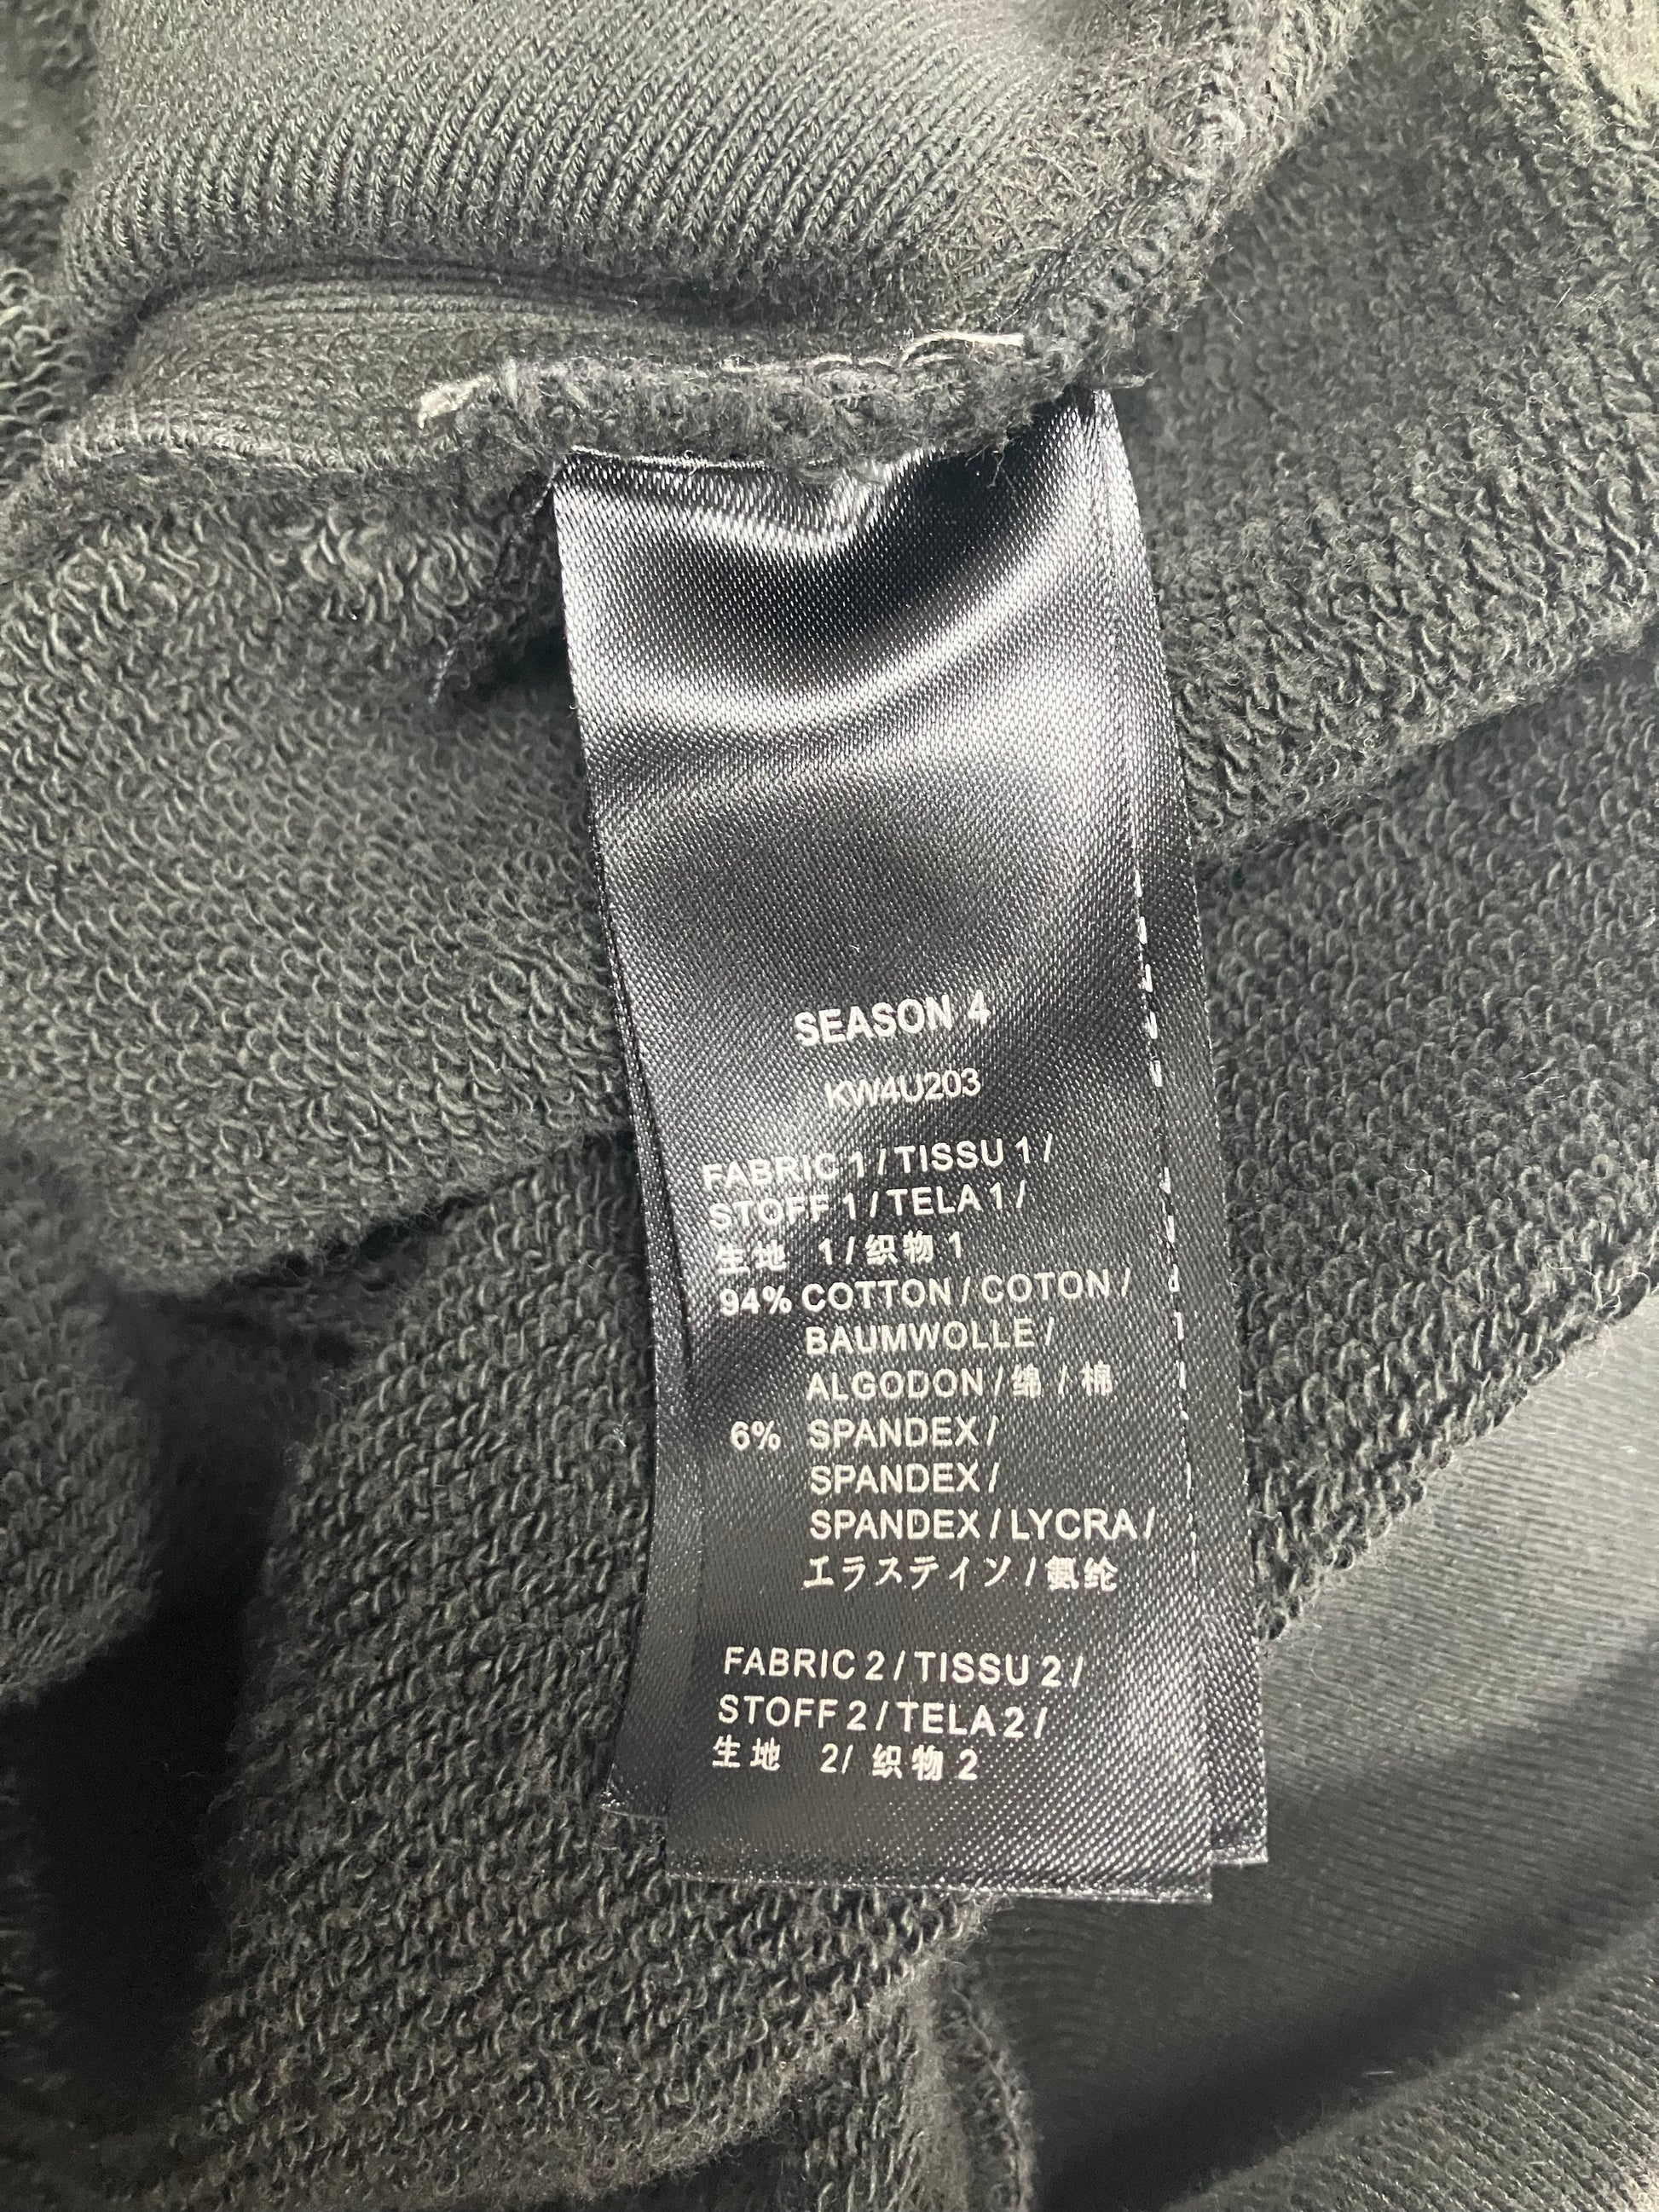 SEASON 4
KW4U203
FABRIC 1 / TISSU 1 /
STOFF 1 / TELA 1 /
生地 1 / 织物 1
94% COTTON / COTON /
BAUMWOLLE /
ALGODON / 绵 / 棉
6% SPANDEX /
SPANDEX /
SPANDEX / LYCRA /
エラスティツ / 氨纶
FABRIC 2 / TISSU 2 /
STOFF 2 / TELA 2 /
生地 2/ 织物 2